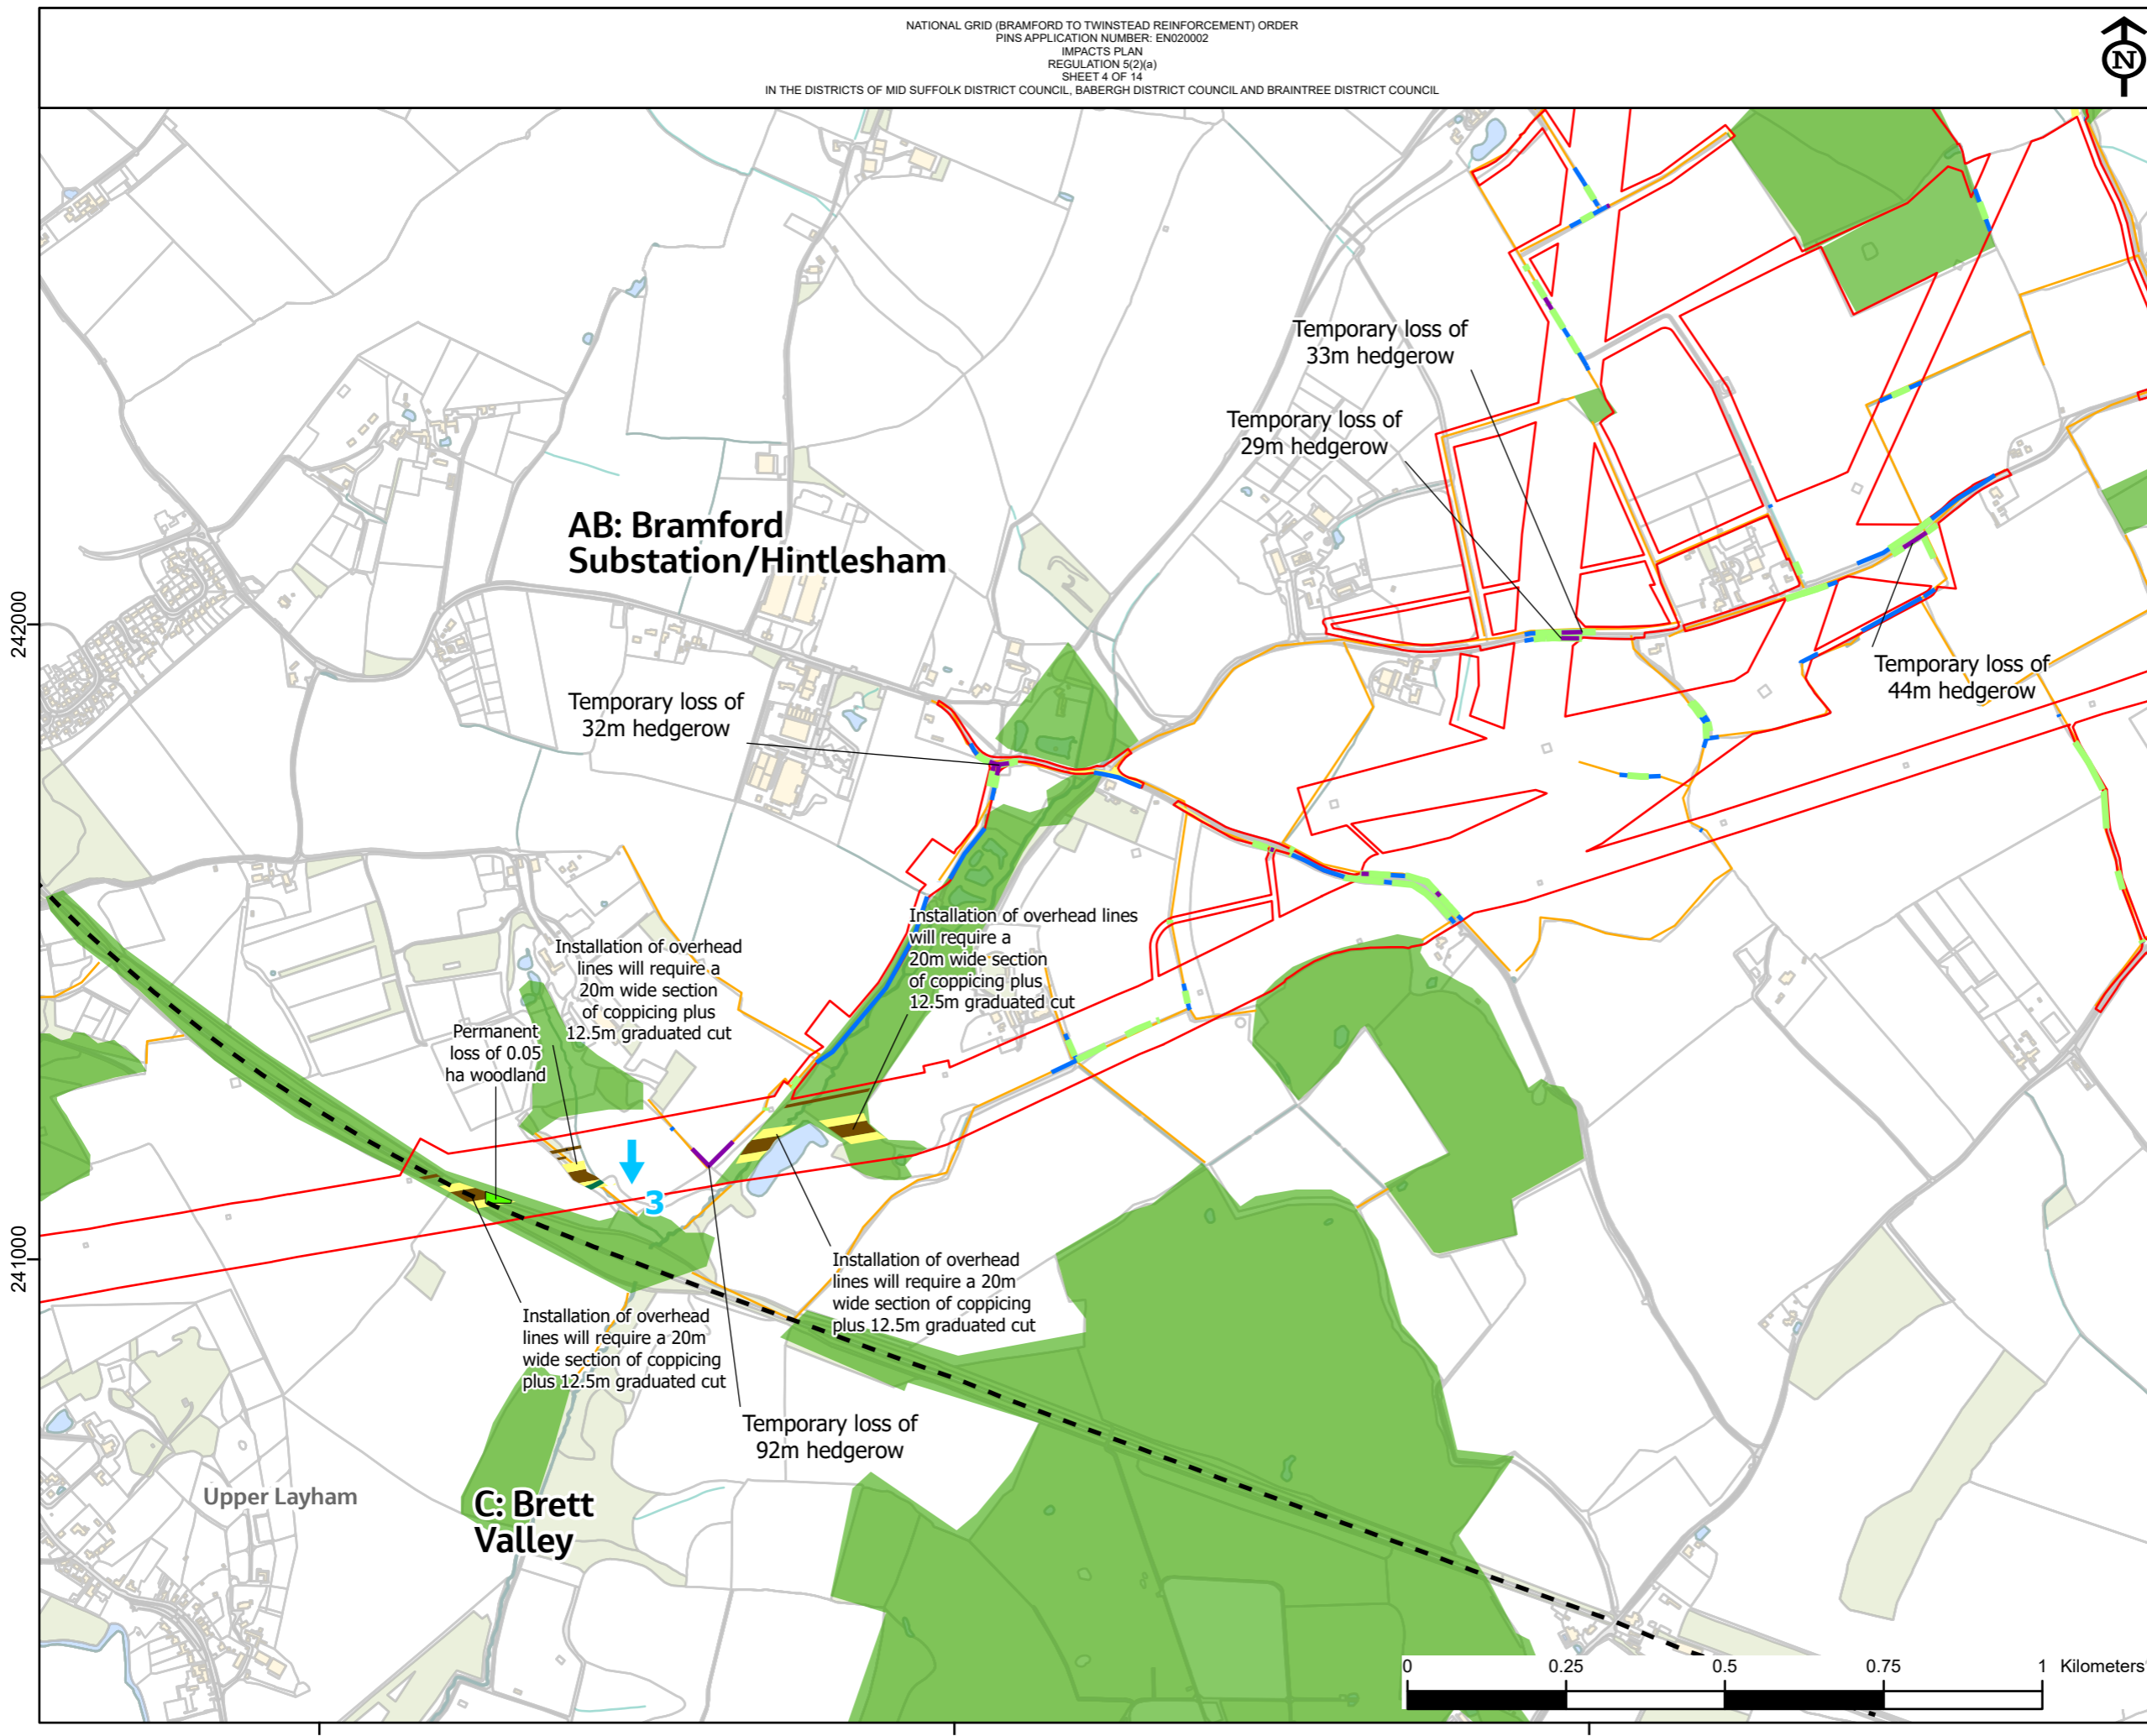 NATIONAL GRID (BRAMFORD TO TWINSTEAD REINFORCEMENT) ORDER
PINS APPLICATION NUMBER: EN020002
IMPACTS PLAN
REGULATION 5(2)(a)
SHEET 4 OF 14
IN THE DISTRICTS OF MID SUFFOLK DISTRICT COUNCIL, BABERGH DISTRICT COUNCIL AND BRAINTREE DISTRICT COUNCIL
N
Temporary loss of
33m hedgerow
Temporary loss of
29m hedgerow
AB: Bramford
Substation/Hintlesham
242000
Temporary loss of
44m hedgerow
Temporary loss of
32m hedgerow
Installation of overhead lines
will require a
20m wide section
of coppicing plus
12.5m graduated cut
Installation of overhead
lines will require a
20m wide section
of coppicing plus
12.5m graduated cut
Permanent
loss of 0.05
ha woodland
3
241000
Installation of overhead
lines will require a 20m
wide section of coppicing
plus 12.5m graduated cut
Installation of overhead
lines will require a 20m
wide section of coppicing
plus 12.5m graduated cut
Temporary loss of
92m hedgerow
Upper Layham
C: Brett
Valley
0 0.25 0.5 0.75 1 Kilometers